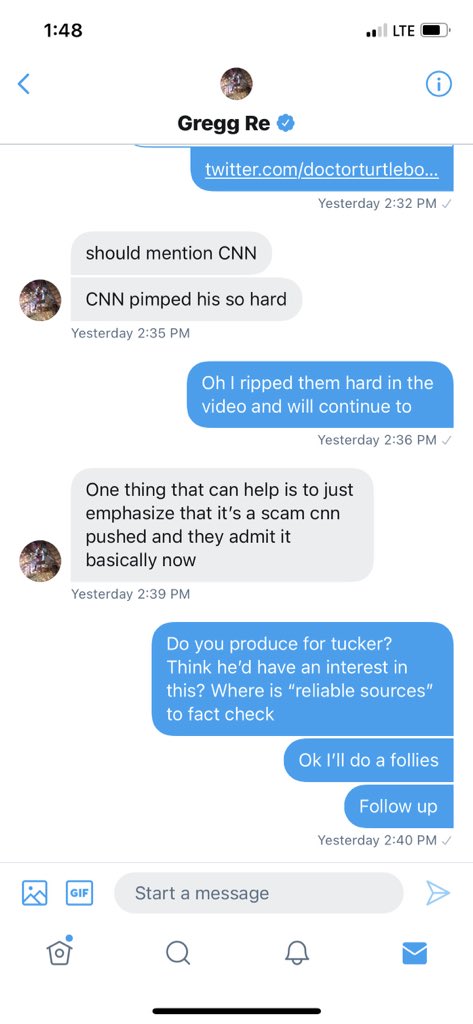 1:48
LTE
Gregg Re
twitter.com/doctorturtlebo...
Yesterday 2:32 PM
should mention CNN
CNN pimped his so hard
Yesterday 2:35 PM
Oh I ripped them hard in the
video and will continue to
Yesterday 2:36 PM
One thing that can help is to just
emphasize that it's a scam cnn
pushed and they admit it
basically now
Yesterday 2:39 PM
Do you produce for tucker?
Think he'd have an interest in
this? Where is “reliable sources”
to fact check
Ok I'll do a follies
Follow up
Yesterday 2:40 PM
GIF
Start a message